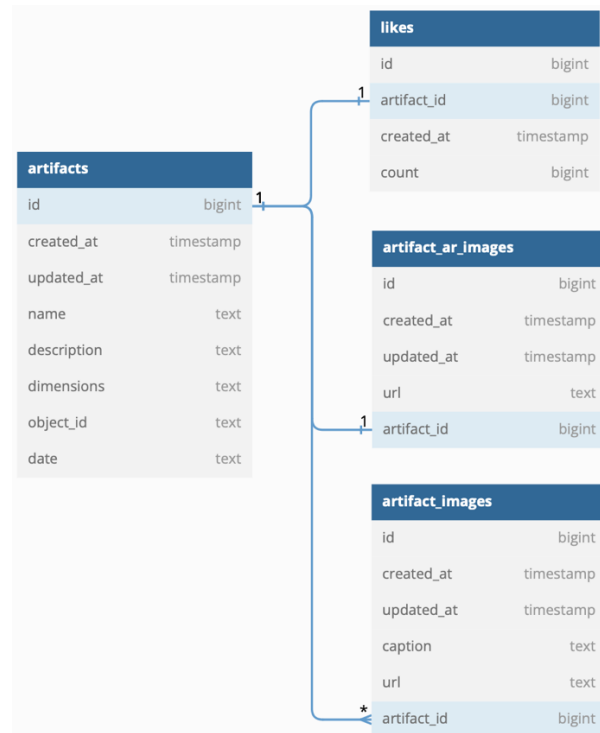 artifacts
id bigint
created_at timestamp
updated_at timestamp
name text
description text
dimensions text
object_id text
date text
1
likes
id bigint
1
artifact_id bigint
created_at timestamp
count bigint
artifact_ar_images
id bigint
created_at timestamp
updated_at timestamp
url text
1
artifact_id bigint
artifact_images
id bigint
created_at timestamp
updated_at timestamp
caption text
url text
*
artifact_id bigint